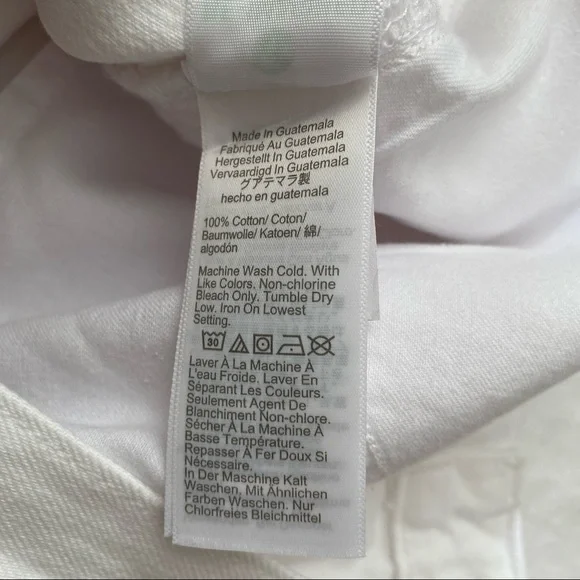 Made In Guatemala
Fabriqué Au Guatemala
Hergestellt In Guatemala
Vervaardigd In Guatemala
グアテマラ製
hecho en guatemala
100% Cotton/ Coton/
Baumwolle/ Katoen/ 綿/
algodón
Machine Wash Cold. With
Like Colors. Non-chlorine
Bleach Only. Tumble Dry
Low. Iron On Lowest
Setting.
30
Laver À La Machine À
L'eau Froide. Laver En
Séparant Les Couleurs.
Seulement Agent De
Blanchiment Non-chlore.
Sécher À La Machine À
Basse Température.
Repasser À Fer Doux Si
Nécessaire.
In Der Maschine Kalt
Waschen. Mit Ähnlichen
Farben Waschen. Nur
Chlorfreies Bleichmittel